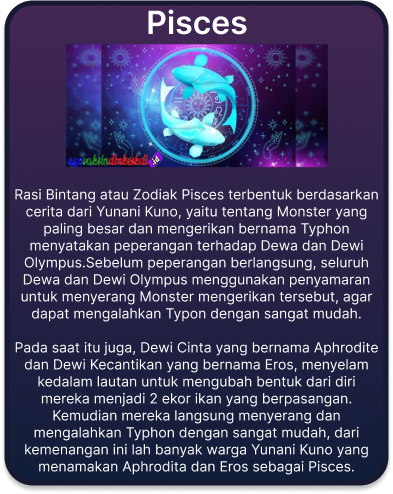 Pisces
Rasi Bintang atau Zodiak Pisces terbentuk berdasarkan
cerita dari Yunani Kuno, yaitu tentang Monster yang
paling besar dan mengerikan bernama Typhon
menyatakan peperangan terhadap Dewa dan Dewi
Olympus.Sebelum peperangan berlangsung, seluruh
Dewa dan Dewi Olympus menggunakan penyamaran
untuk menyerang Monster mengerikan tersebut, agar
dapat mengalahkan Typon dengan sangat mudah.
Pada saat itu juga, Dewi Cinta yang bernama Aphrodite
dan Dewi Kecantikan yang bernama Eros, menyelam
kedalam lautan untuk mengubah bentuk dari diri
mereka menjadi 2 ekor ikan yang berpasangan.
Kemudian mereka langsung menyerang dan
mengalahkan Typhon dengan sangat mudah, dari
kemenangan ini lah banyak warga Yunani Kuno yang
menamakan Aphrodita dan Eros sebagai Pisces.